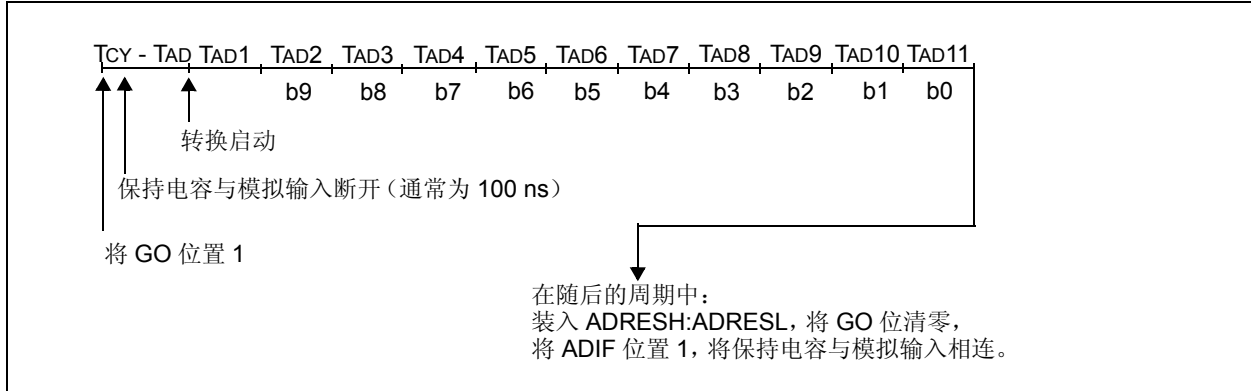 TCY - TAD TAD1 TAD2 TAD3 TAD4 TAD5 TAD6 TAD7 TAD8 TAD9 TAD10 TAD11
b9 b8 b7 b6 b5 b4 b3 b2 b1 b0
转换启动
保持电容与模拟输入断开（通常为 100 ns）
将 GO 位置 1
在随后的周期中：
装入 ADRESH:ADRESL，将 GO 位清零，
将 ADIF 位置 1，将保持电容与模拟输入相连。